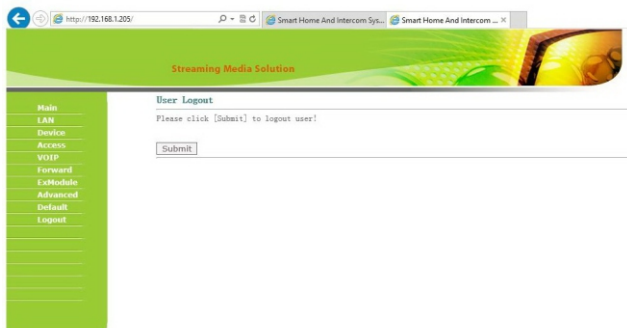 http://192.168.1.205/
Smart Home And Intercom Sys...
Smart Home And Intercom ...
Streaming Media Solution
User Logout
Please click [Submit] to logout user!
Submit
Main
LAN
Device
Access
VOIP
Forward
ExModule
Advanced
Default
Logout